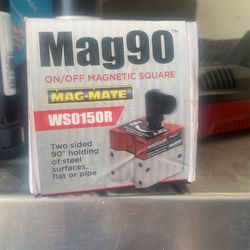 Mag90™
ON/OFF MAGNETIC SQUARE
MAG-MATE
WS0150R
Two sided
90° holding
of steel
surfaces,
flat or pipe